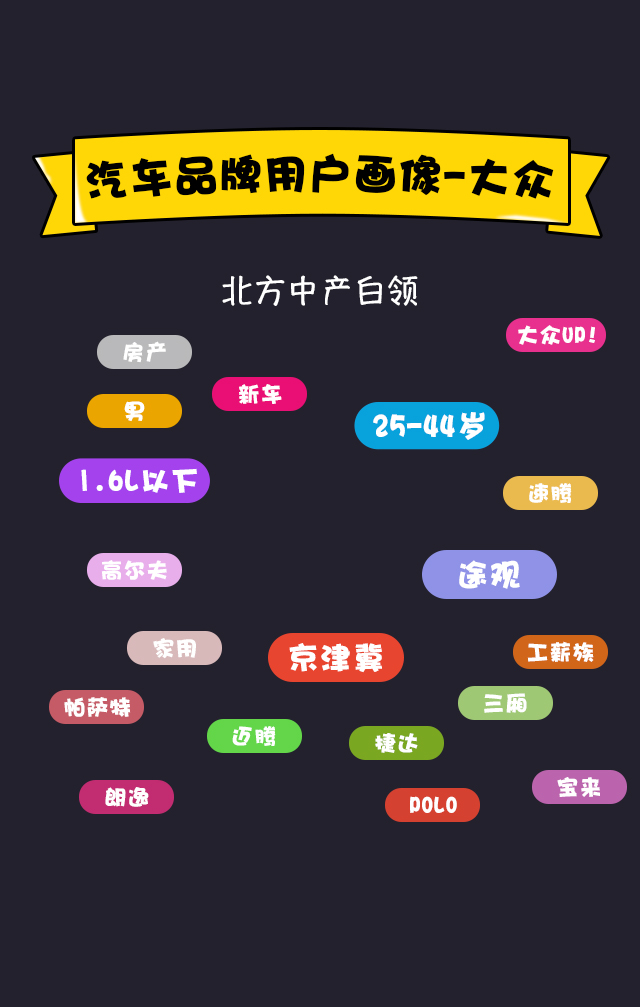 汽车品牌用户画像-大众
北方中产白领
大众UP!
房产
新车
男
25-44岁
1.6L以下
速腾
高尔夫
途观
家用
京津冀
工薪族
帕萨特
三厢
迈腾
捷达
宝来
朗逸
POLO